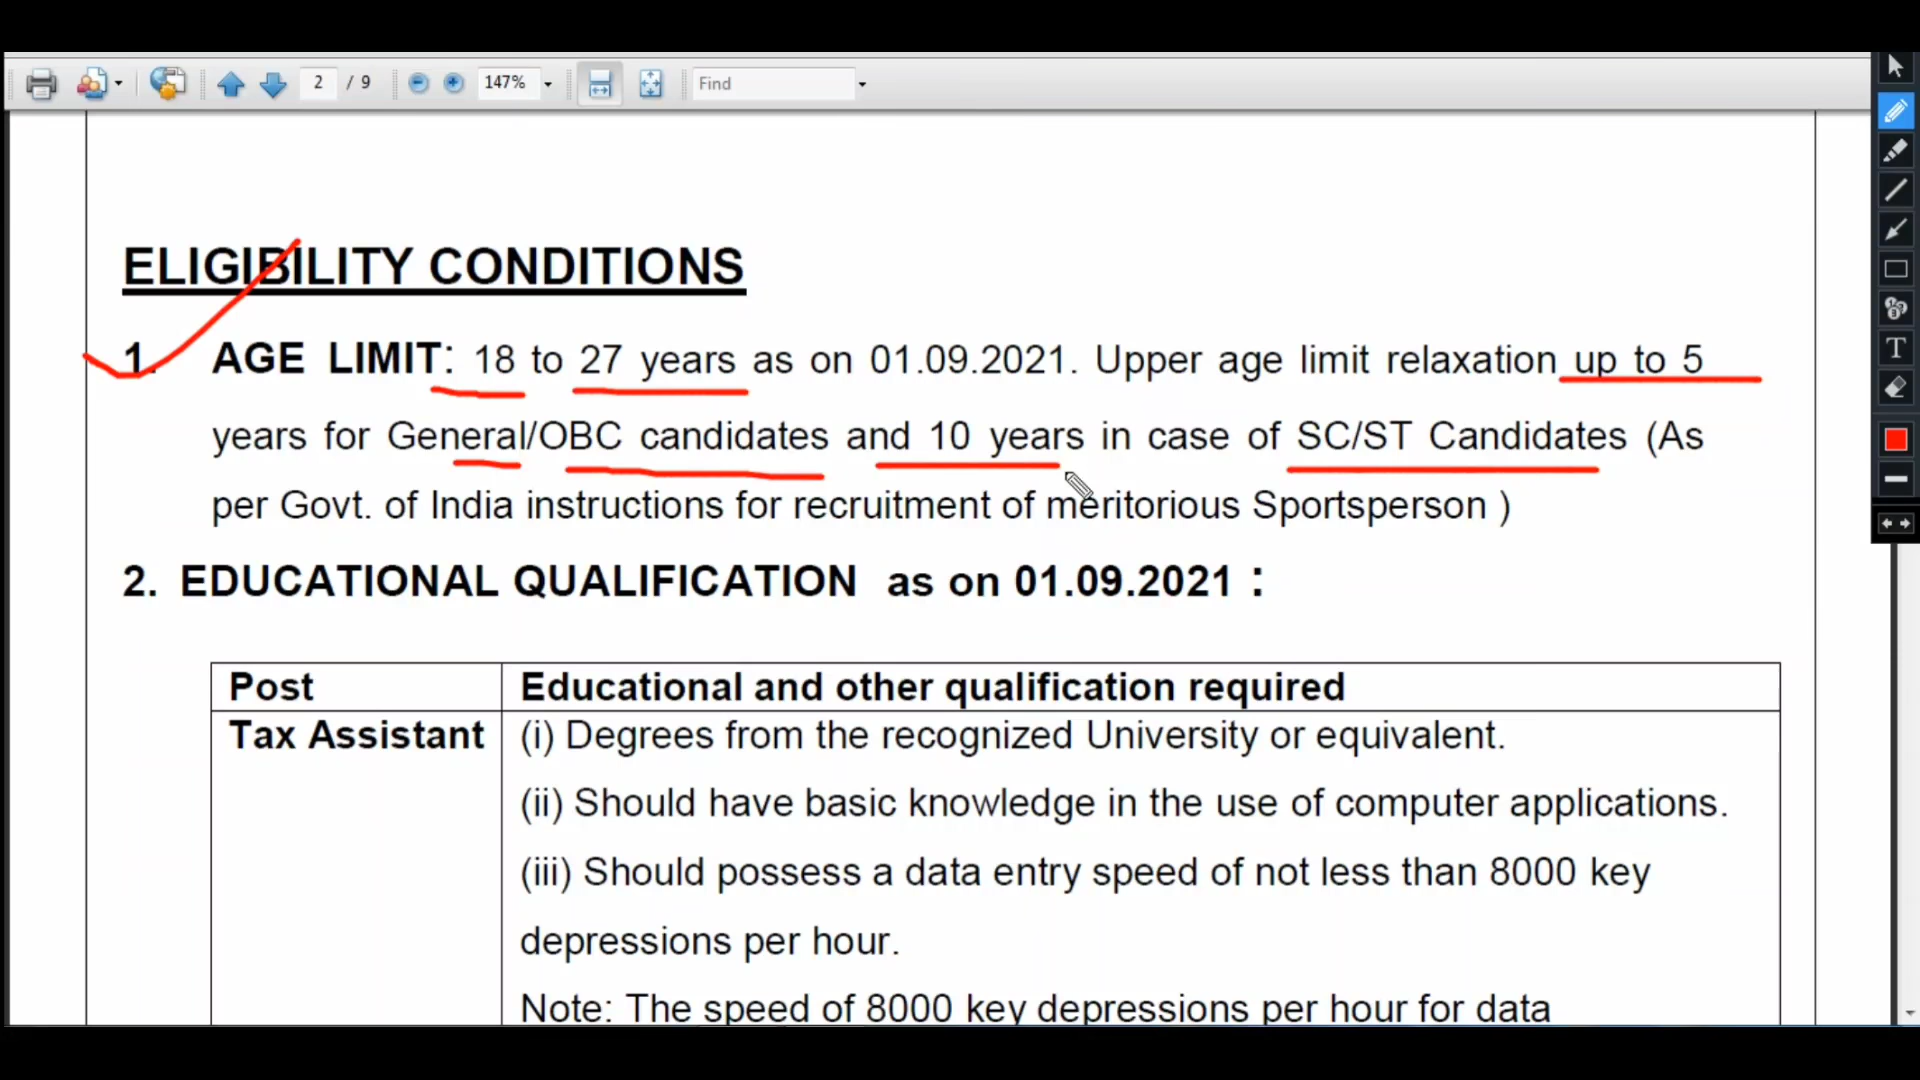 2 / 9 147% Find
ELIGIBILITY CONDITIONS
1. AGE LIMIT: 18 to 27 years as on 01.09.2021. Upper age limit relaxation up to 5
years for General/OBC candidates and 10 years in case of SC/ST Candidates (As
per Govt. of India instructions for recruitment of meritorious Sportsperson )
2. EDUCATIONAL QUALIFICATION as on 01.09.2021 :
Post Educational and other qualification required
Tax Assistant (i) Degrees from the recognized University or equivalent.
(ii) Should have basic knowledge in the use of computer applications.
(iii) Should possess a data entry speed of not less than 8000 key
depressions per hour.
Note: The speed of 8000 key depressions per hour for data